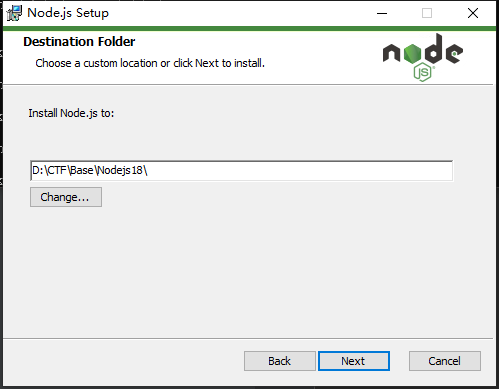 Node.js Setup
Destination Folder
Choose a custom location or click Next to install.
node
JS
Install Node.js to:
D:\CTF\Base\Nodejs18\
Change...
Back
Next
Cancel